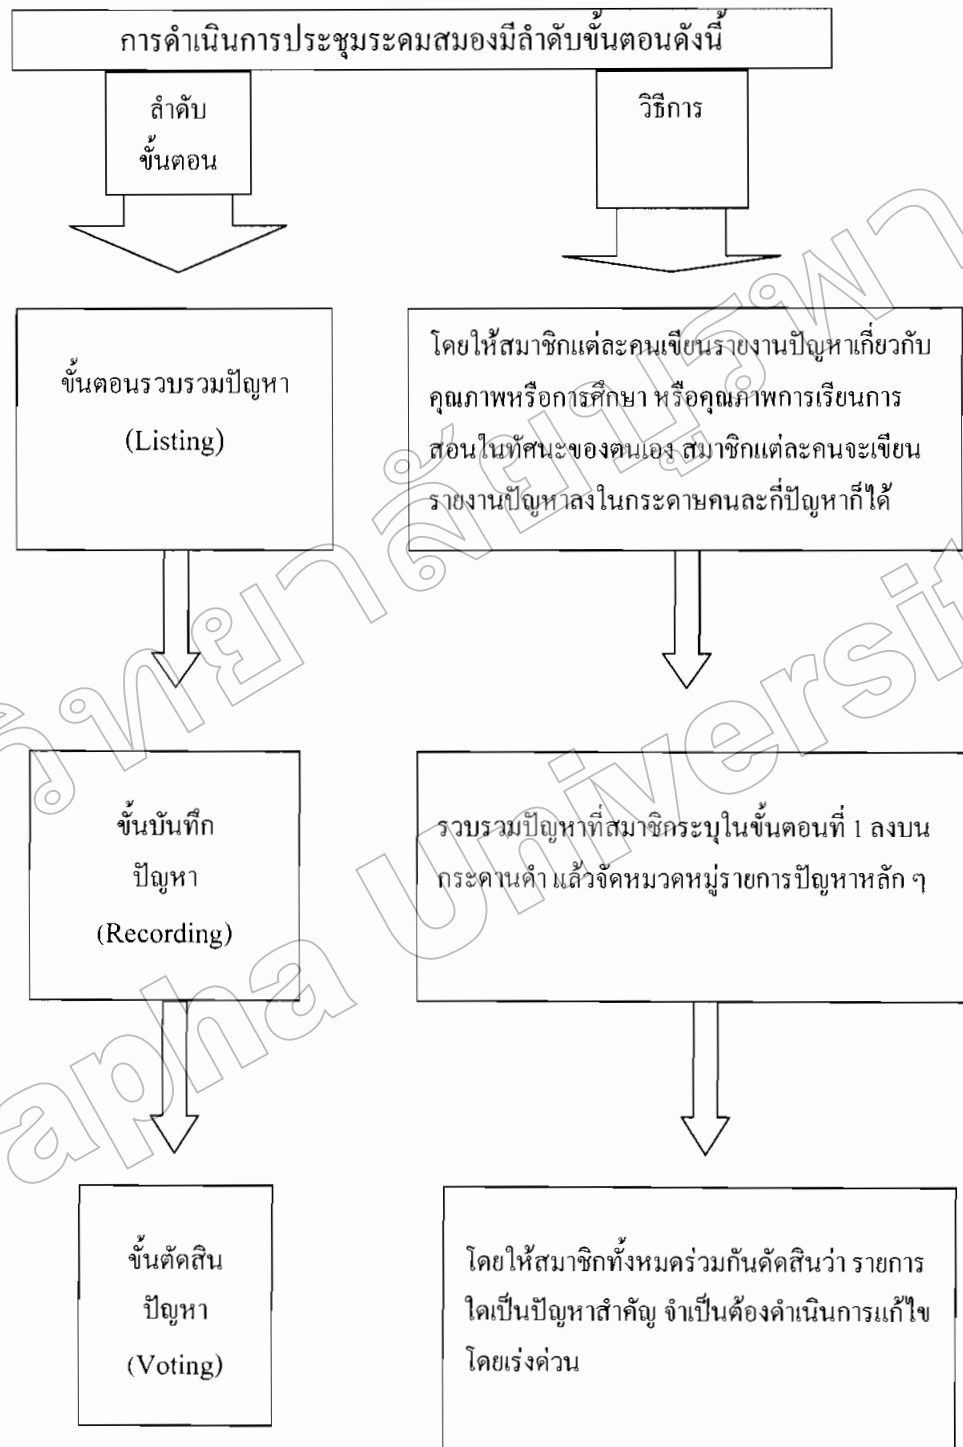 การดำเนินการประชุมระดมสมองมีลำดับขั้นตอนดังนี้
ลำดับ
ขั้นตอน
วิธีการ
ขั้นตอนรวบรวมปัญหา
(Listing)
โดยให้สมาชิกแต่ละคนเขียนรายงานปัญหาเกี่ยวกับ
คุณภาพหรือการศึกษา หรือคุณภาพการเรียนการ
สอนในทัศนะของตนเอง สมาชิกแต่ละคนจะเขียน
รายงานปัญหาลงในกระดาษคนละกี่ปัญหาก็ได้
ขั้นบันทึก
ปัญหา
(Recording)
รวบรวมปัญหาที่สมาชิกระบุในขั้นตอนที่ 1 ลงบน
กระดานดำ แล้วจัดหมวดหมู่รายการปัญหาหลัก ๆ
ขั้นตัดสิน
ปัญหา
(Voting)
โดยให้สมาชิกทั้งหมดร่วมกันตัดสินว่า รายการ
ใดเป็นปัญหาสำคัญ จำเป็นต้องดำเนินการแก้ไข
โดยเร่งด่วน
วิทยาลัยบูรพา
apha Universit